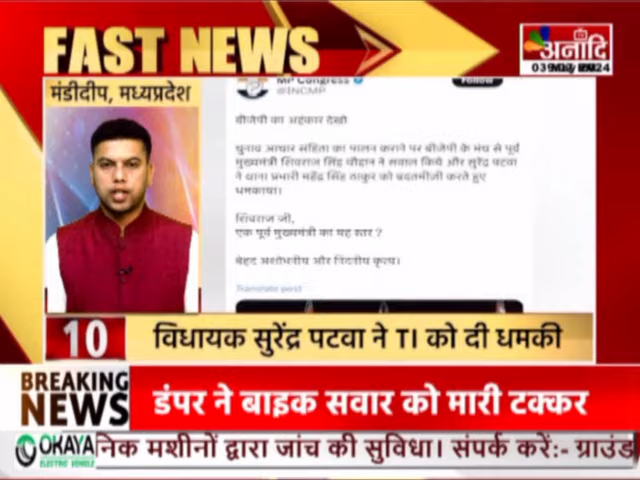 FAST NEWS
अनादि
TV
मंडीदीप, मध्यप्रदेश
MP Congress
@INCMP
Follow
बीजेपी का अहंकार देखो
चुनाव आचार संहिता का पालन कराने पर बीजेपी के मंच से पूर्व
मुख्यमंत्री शिवराज सिंह चौहान ने सवाल किये और सुरेंद्र पटवा
ने थाना प्रभारी महेंद्र सिंह ठाकुर को बदतमीजी करते हुए
धमकाया।
शिवराज जी,
एक पूर्व मुख्यमंत्री का यह स्तर ?
बेहद अशोभनीय और निंदनीय कृत्य।
Translate post
10
विधायक सुरेंद्र पटवा ने TI को दी धमकी
BREAKING
NEWS
डंपर ने बाइक सवार को मारी टक्कर
OKAYA
ELECTRIC VEHICLE
निक मशीनों द्वारा जांच की सुविधा। संपर्क करें:- ग्राउंड